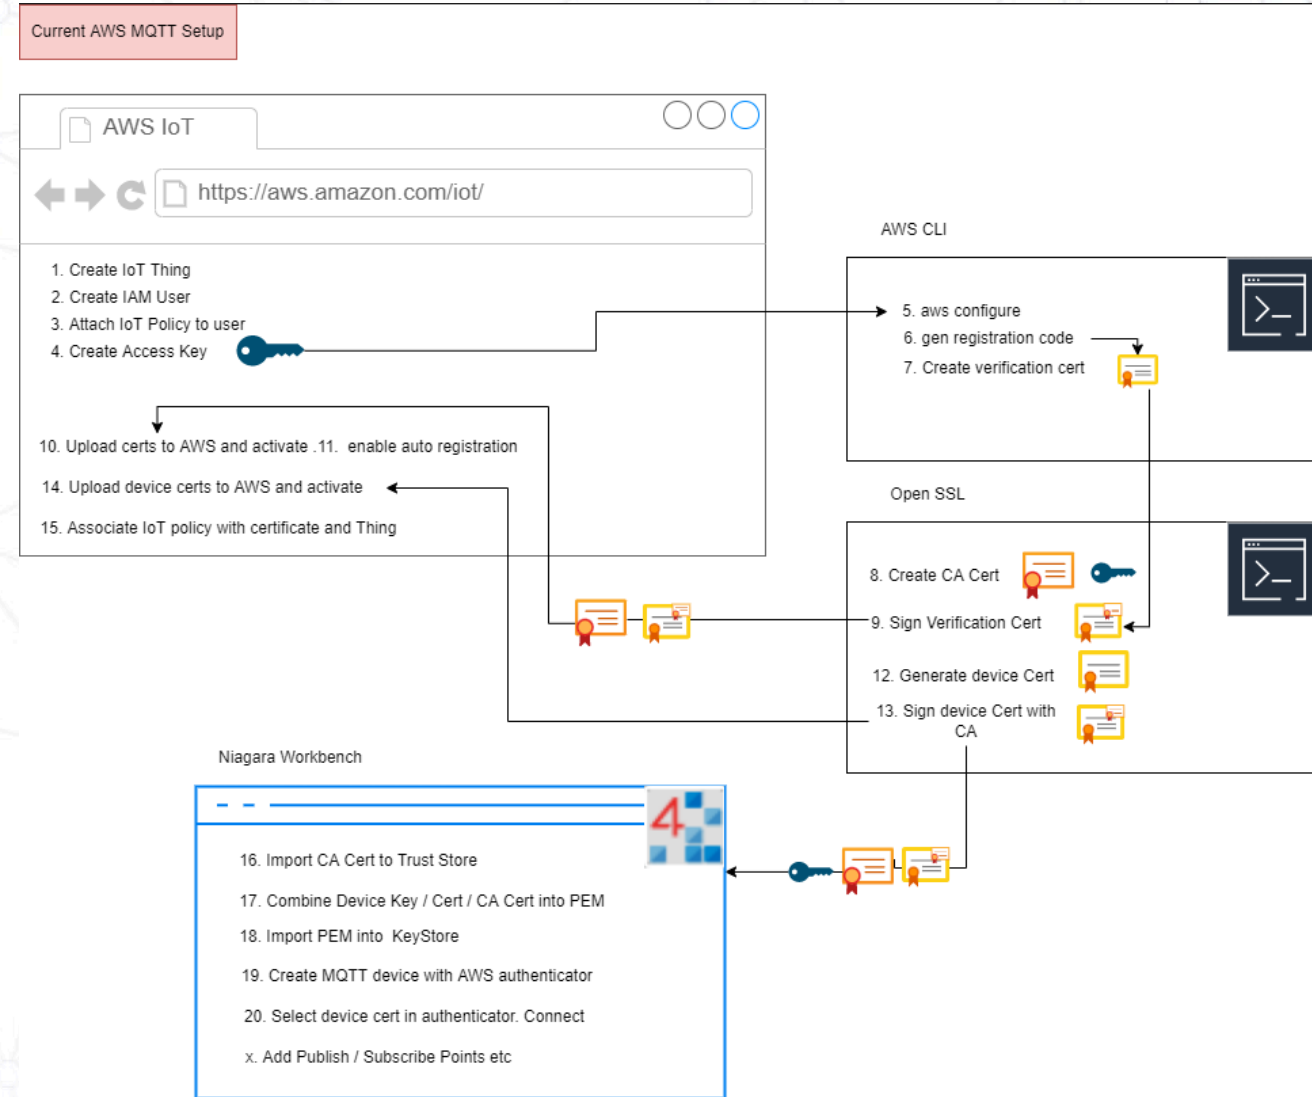 Current AWS MQTT Setup
AWS IoT
https://aws.amazon.com/iot/
1. Create IoT Thing
2. Create IAM User
3. Attach IoT Policy to user
4. Create Access Key
10. Upload certs to AWS and activate .11. enable auto registration
14. Upload device certs to AWS and activate
15. Associate IoT policy with certificate and Thing
AWS CLI
5. aws configure
6. gen registration code
7. Create verification cert
Open SSL
8. Create CA Cert
9. Sign Verification Cert
12. Generate device Cert
13. Sign device Cert with
CA
Niagara Workbench
4
16. Import CA Cert to Trust Store
17. Combine Device Key / Cert / CA Cert into PEM
18. Import PEM into KeyStore
19. Create MQTT device with AWS authenticator
20. Select device cert in authenticator. Connect
x. Add Publish / Subscribe Points etc